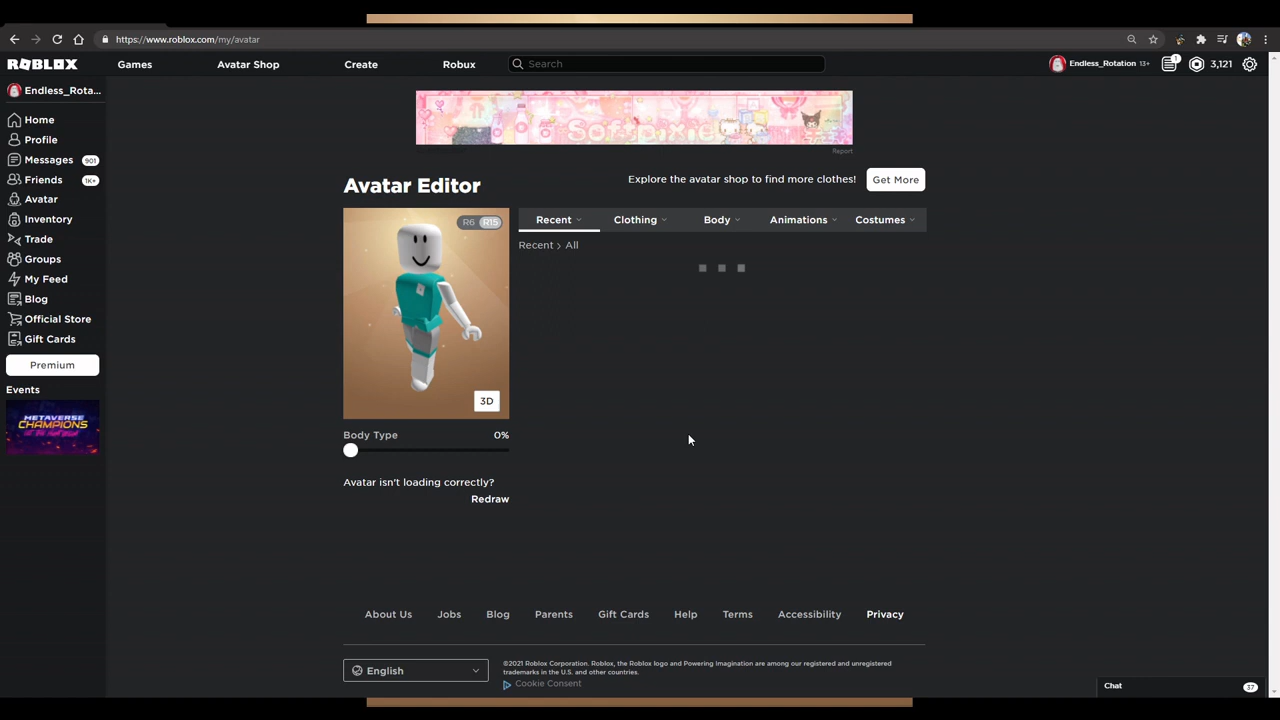 https://www.roblox.com/my/avatar
ROBLOX
Games
Avatar Shop
Create
Robux
Search
Endless_Rotation 13+
1
3,121
Endless_Rota...
Home
Profile
Messages 901
Friends 1K+
Avatar
Inventory
Trade
Groups
My Feed
Blog
Official Store
Gift Cards
Premium
Events
METAVERSE
CHAMPIONS
Softpixie
Report
Avatar Editor
Explore the avatar shop to find more clothes!
Get More
R6 R15
3D
Body Type 0%
Avatar isn't loading correctly?
Redraw
Recent
Clothing
Body
Animations
Costumes
Recent > All
About Us
Jobs
Blog
Parents
Gift Cards
Help
Terms
Accessibility
Privacy
English
©2021 Roblox Corporation. Roblox, the Roblox logo and Powering Imagination are among our registered and unregistered
trademarks in the U.S. and other countries.
Cookie Consent
Chat 37